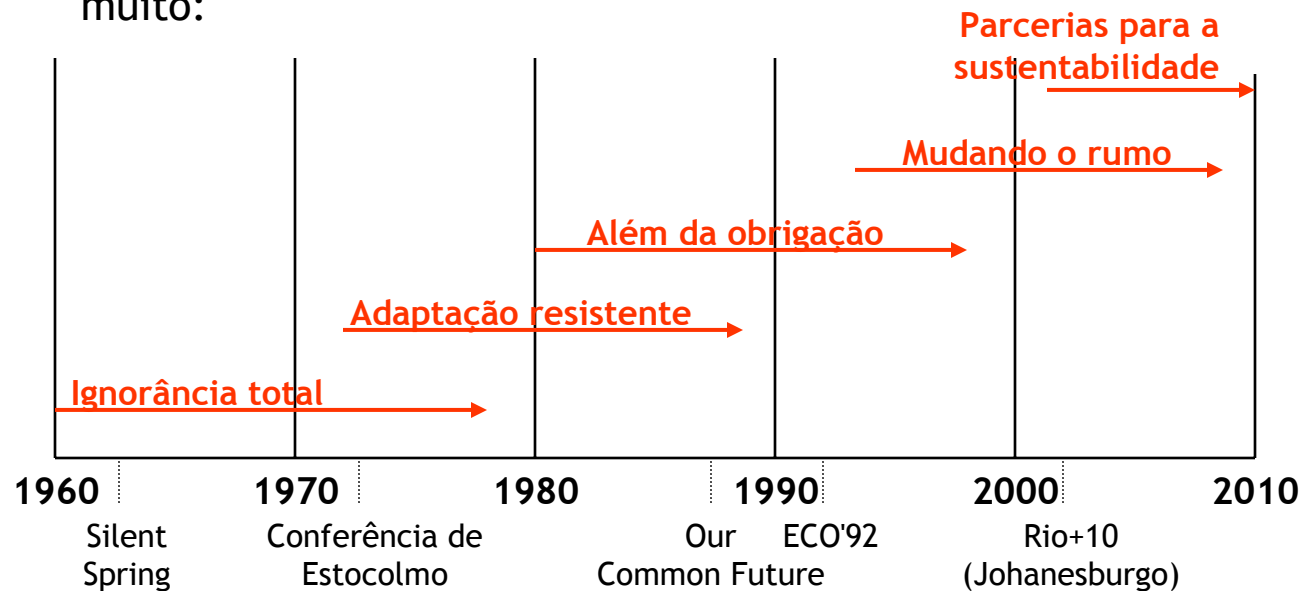 muito:
Parcerias para a
sustentabilidade
Mudando o rumo
Além da obrigação
Adaptação resistente
Ignorância total
1960 1970 1980 1990 2000 2010
Silent
Spring
Conferência de
Estocolmo
Our
Common Future
ECO'92
Rio+10
(Johanesburgo)